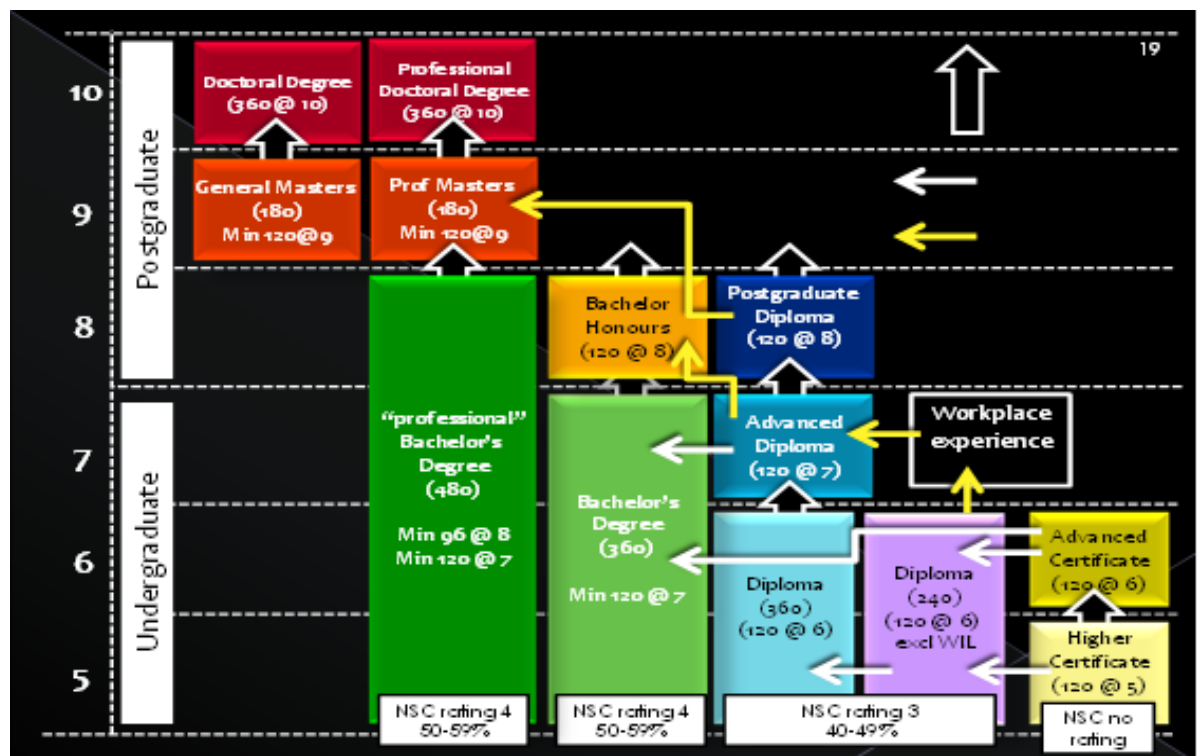 19
10
9
8
7
6
5
Postgraduate
Undergraduate
Doctoral Degree
(360 @ 10)
Professional
Doctoral Degree
(360 @ 10)
General Masters
(180)
Min 120@9
Prof Masters
(180)
Min 120@9
Bachelor
Honours
(120 @ 8)
Postgraduate
Diploma
(120 @ 8)
"professional"
Bachelor's
Degree
(480)
Min 96 @ 8
Min 120 @ 7
Bachelor's
Degree
(360)
Min 120 @ 7
Advanced
Diploma
(120 @ 7)
Workplace
experience
Diploma
(360)
(120 @ 6)
Diploma
(240)
(120 @ 6)
excl WIL
Advanced
Certificate
(120 @ 6)
Higher
Certificate
(120 @ 5)
NSC rating 4
50-59%
NSC rating 4
50-59%
NSC rating 3
40-49%
NSC no
rating